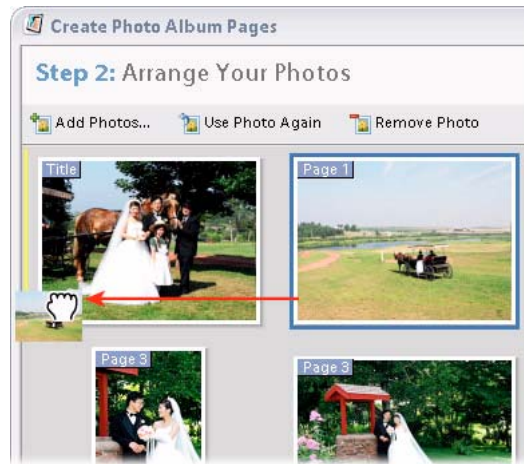 Create Photo Album Pages
Step 2: Arrange Your Photos
Add Photos... Use Photo Again Remove Photo
Title Page 1
Page 3 Page 3